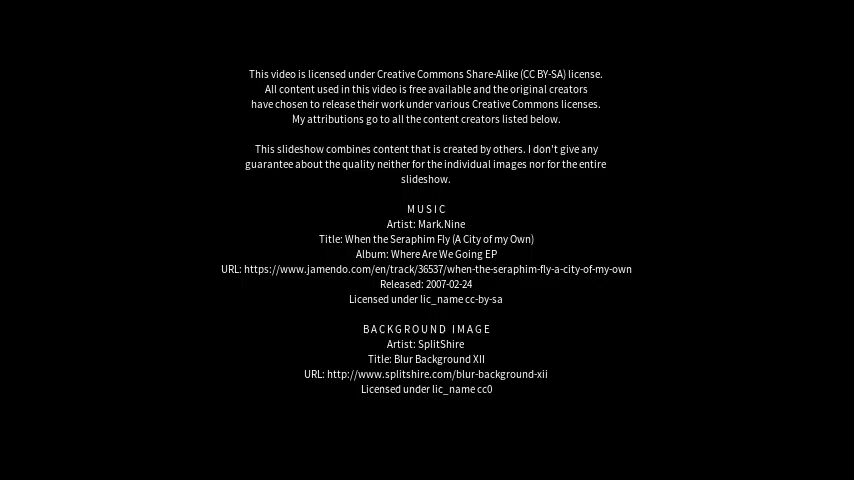 This video is licensed under Creative Commons Share-Alike (CC BY-SA) license.
All content used in this video is free available and the original creators
have chosen to release their work under various Creative Commons licenses.
My attributions go to all the content creators listed below.
This slideshow combines content that is created by others. I don't give any
guarantee about the quality neither for the individual images nor for the entire
slideshow.
MUSIC
Artist: Mark.Nine
Title: When the Seraphim Fly (A City of my Own)
Album: Where Are We Going EP
URL: https://www.jamendo.com/en/track/36537/when-the-seraphim-fly-a-city-of-my-own
Released: 2007-02-24
Licensed under lic_name cc-by-sa
BACKGROUND IMAGE
Artist: SplitShire
Title: Blur Background XII
URL: http://www.splitshire.com/blur-background-xii
Licensed under lic_name cc0